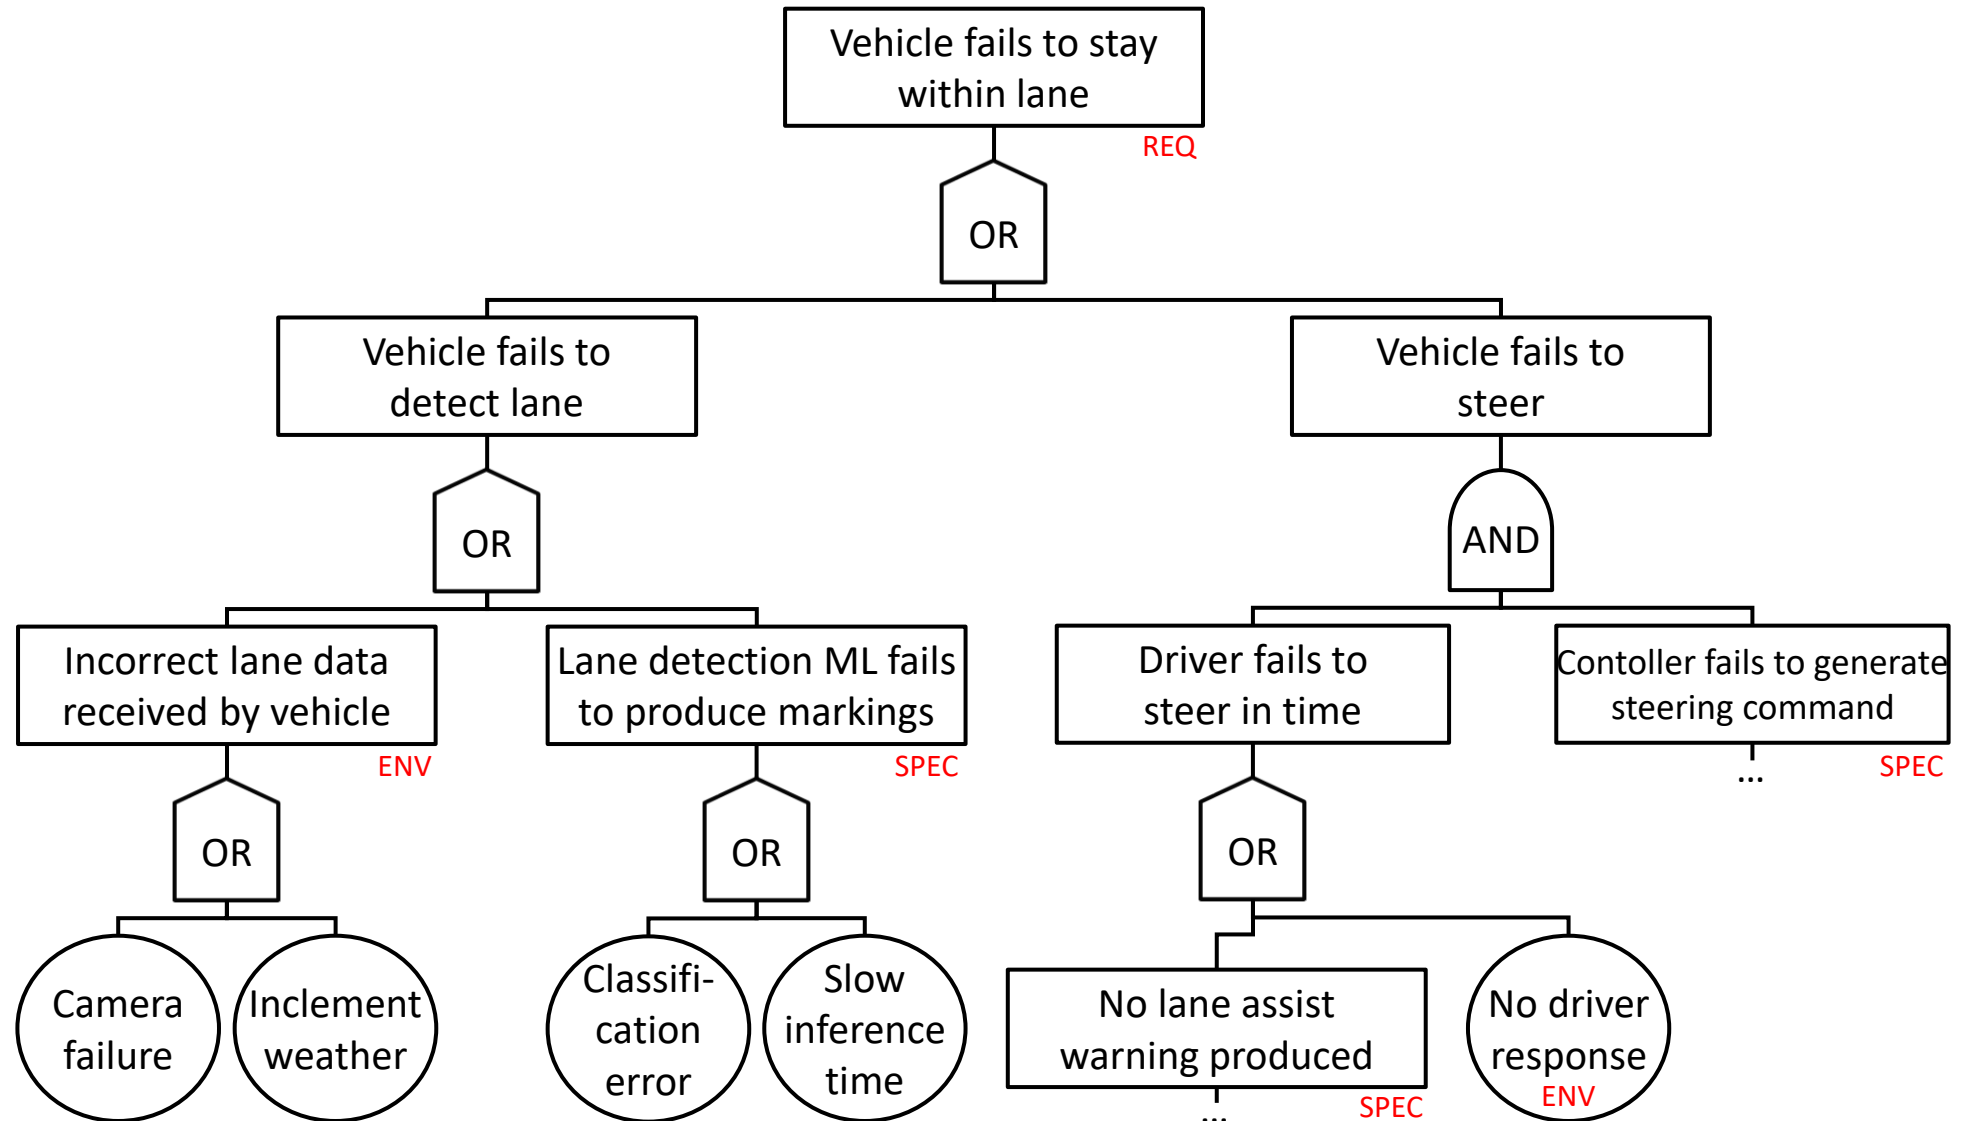 Vehicle fails to stay
within lane
REQ
OR
Vehicle fails to
detect lane
Vehicle fails to
steer
OR
AND
Incorrect lane data
received by vehicle
ENV
Lane detection ML fails
to produce markings
SPEC
Driver fails to
steer in time
Contoller fails to generate
steering command
...
SPEC
OR
OR
OR
Camera
failure
Inclement
weather
Classifi-
cation
error
Slow
inference
time
No lane assist
warning produced
...
SPEC
No driver
response
ENV